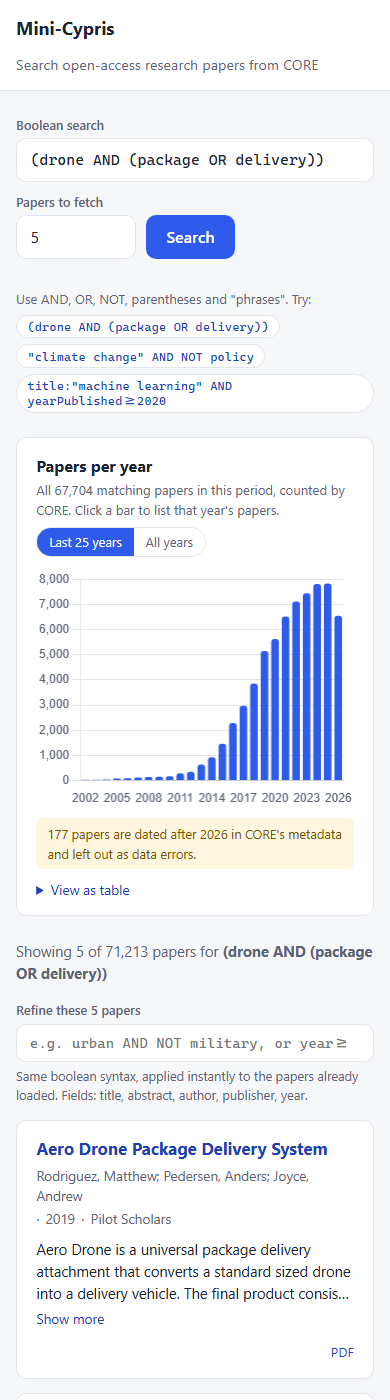 Mini-Cypris
Search open-access research papers from CORE
Boolean search
(drone AND (package OR delivery))
Papers to fetch
5
Search
Use AND, OR, NOT, parentheses and "phrases". Try:
(drone AND (package OR delivery))
"climate change" AND NOT policy
title:"machine learning" AND
yearPublished≥2020
Papers per year
All 67,704 matching papers in this period, counted by
CORE. Click a bar to list that year's papers.
Last 25 years
All years
8,000
7,000
6,000
5,000
4,000
3,000
2,000
1,000
0
2002 2005 2008 2011 2014 2017 2020 2023 2026
177 papers are dated after 2026 in CORE's metadata
and left out as data errors.
▶ View as table
Showing 5 of 71,213 papers for (drone AND (package
OR delivery))
Refine these 5 papers
e.g. urban AND NOT military, or year≥
Same boolean syntax, applied instantly to the papers already
loaded. Fields: title, abstract, author, publisher, year.
Aero Drone Package Delivery System
Rodriguez, Matthew; Pedersen, Anders; Joyce,
Andrew
· 2019 · Pilot Scholars
Aero Drone is a universal package delivery
attachment that converts a standard sized drone
into a delivery vehicle. The final product consis...
Show more
PDF